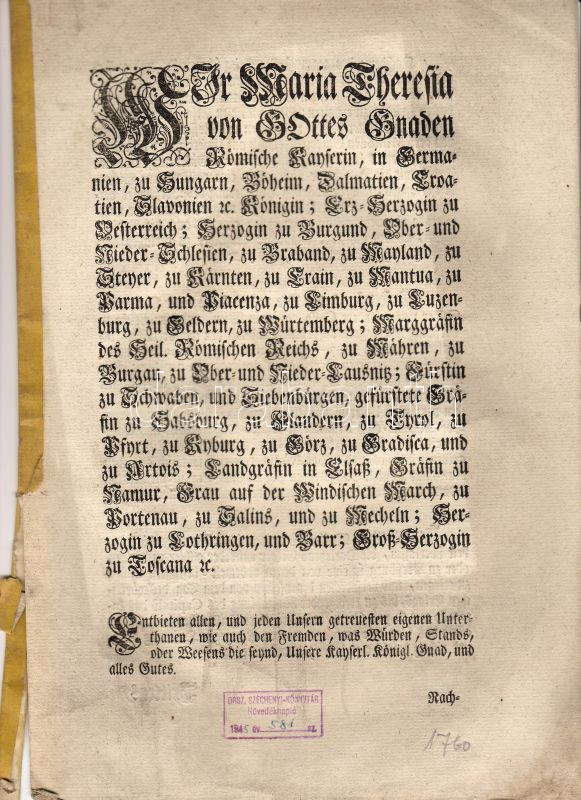 WIr Maria Theresia
von GOttes Gnaden
Römische Kayserin, in Germa-
nien, zu Hungarn, Böheim, Dalmatien, Croa-
tien, Slavonien ꝛc. Königin; Ertz-Herzogin zu
Oesterreich; Herzogin zu Burgund, Ober- und
Nieder-Schlesien, zu Braband, zu Mayland, zu
Steyer, zu Kärnten, zu Crain, zu Mantua, zu
Parma, und Piacenza, zu Limburg, zu Luzen-
burg, zu Geldern, zu Würtemberg; Marggräfin
des Heil. Römischen Reichs, zu Mähren, zu
Burgau, zu Ober- und Nieder-Lausnitz; Fürstin
zu Schwaben, und Siebenbürgen, gefürstete Grä-
fin zu Habsburg, zu Flandern, zu Tyrol, zu
Pfyrt, zu Kyburg, zu Görz, zu Gradisca, und
zu Artois; Landgräfin in Elsaß, Gräfin zu
Namur, Frau auf der Windischen March, zu
Portenau, zu Salins, und zu Mecheln; Her-
zogin zu Lothringen, und Barr; Groß-Herzogin
zu Toscana ꝛc.
Entbieten allen, und jeden Unsern getreuesten eigenen Unter-
thanen, wie auch den Fremden, was Würden, Stands,
oder Weesens die seynd, Unsere Kayserl. Königl. Gnad, und
alles Gutes.
Nach-
ORSZ. SZÉCHÉNYI-KÖNYVTÁR
Növedéknapló
1945 év 581 sz.
1760